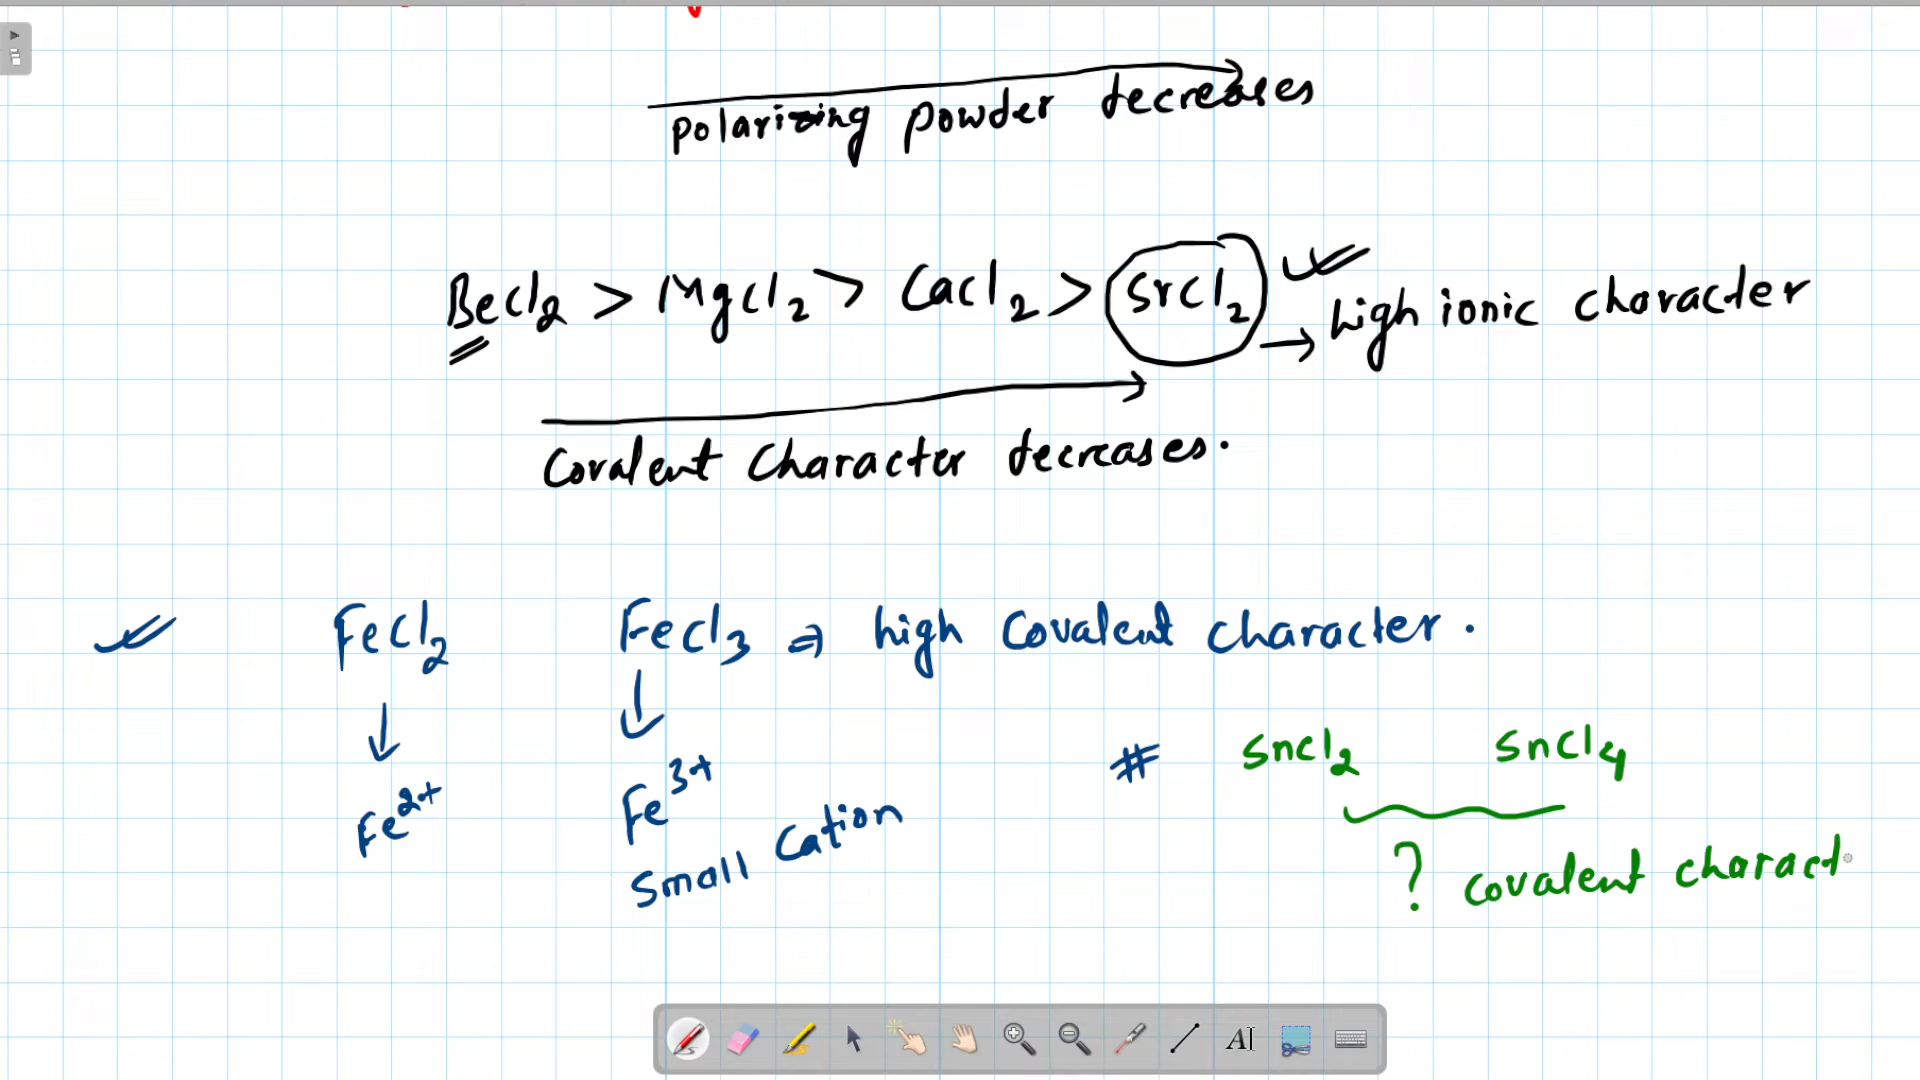 polarizing powder decreases
BeCl2 > MgCl2 > CaCl2 > SrCl2 → high ionic character
Covalent Character decreases.
FeCl2 FeCl3 ⇒ high Covalent character.
# SnCl2 SnCl4
Fe2+ Fe3+
Small Cation
? covalent charact
AI